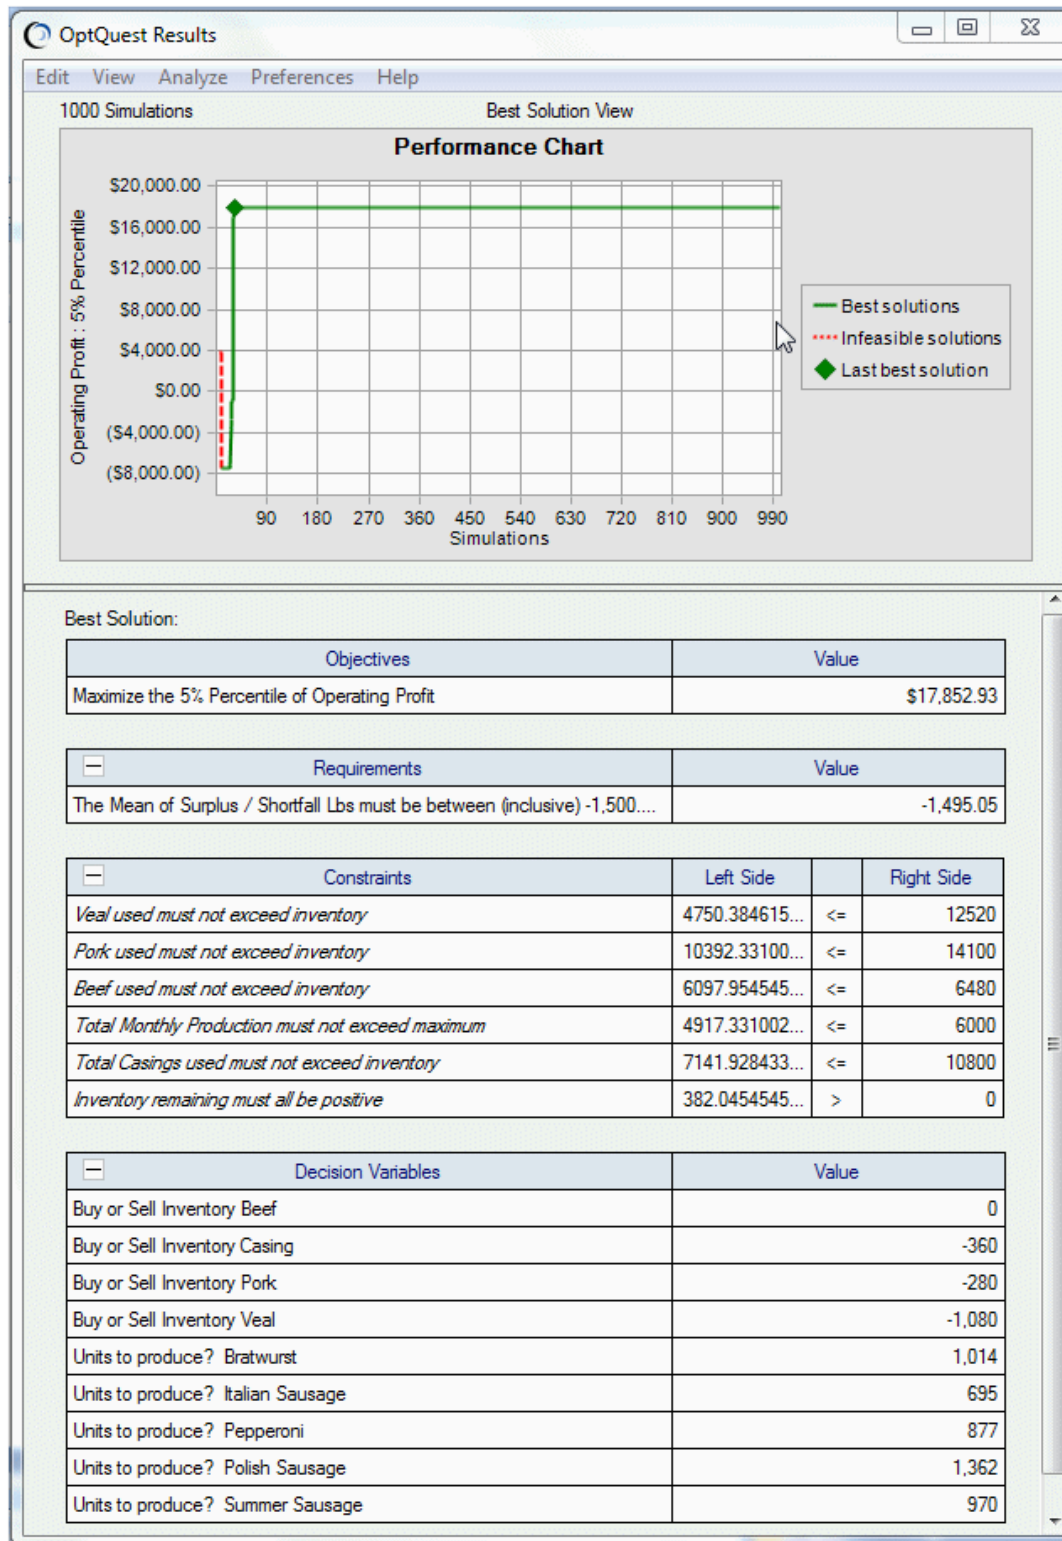 OptQuest Results
Edit View Analyze Preferences Help
1000 Simulations Best Solution View
Performance Chart
Operating Profit : 5% Percentile
$20,000.00
$16,000.00
$12,000.00
$8,000.00
$4,000.00
$0.00
($4,000.00)
($8,000.00)
90 180 270 360 450 540 630 720 810 900 990
Simulations
Best solutions
Infeasible solutions
Last best solution
Best Solution:
Objectives Value
Maximize the 5% Percentile of Operating Profit $17,852.93
Requirements Value
The Mean of Surplus / Shortfall Lbs must be between (inclusive) -1,500.... -1,495.05
Constraints Left Side Right Side
Veal used must not exceed inventory 4750.384615... <= 12520
Pork used must not exceed inventory 10392.33100... <= 14100
Beef used must not exceed inventory 6097.954545... <= 6480
Total Monthly Production must not exceed maximum 4917.331002... <= 6000
Total Casings used must not exceed inventory 7141.928433... <= 10800
Inventory remaining must all be positive 382.0454545... > 0
Decision Variables Value
Buy or Sell Inventory Beef 0
Buy or Sell Inventory Casing -360
Buy or Sell Inventory Pork -280
Buy or Sell Inventory Veal -1,080
Units to produce? Bratwurst 1,014
Units to produce? Italian Sausage 695
Units to produce? Pepperoni 877
Units to produce? Polish Sausage 1,362
Units to produce? Summer Sausage 970